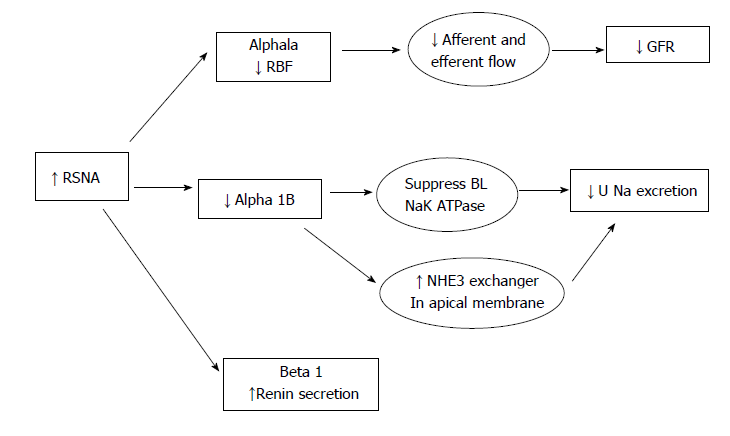 Alphala
↓ RBF
↓ Afferent and
efferent flow
↓ GFR
↑ RSNA
↓ Alpha 1B
Suppress BL
NaK ATPase
↓ U Na excretion
↑ NHE3 exchanger
In apical membrane
Beta 1
↑Renin secretion